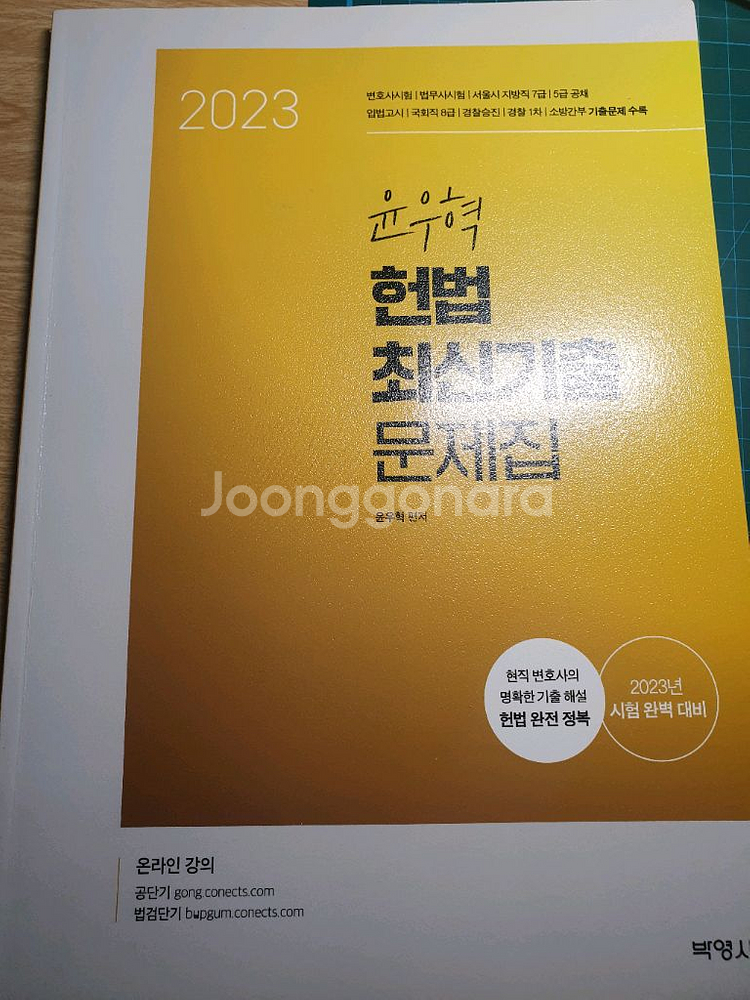 2023
변호사시험 | 법무사시험 | 서울시 지방직 7급 | 5급 공채
입법고시 | 국회직 8급 | 경찰승진 | 경찰 1차 | 소방간부 기출문제 수록
윤우혁
헌법
최신기출
문제집
Joonggonara
윤우혁 편저
현직 변호사의
명확한 기출 해설
헌법 완전 정복
2023년
시험 완벽 대비
온라인 강의
공단기 gong.conects.com
법검단기 bupgum.conects.com
박영사